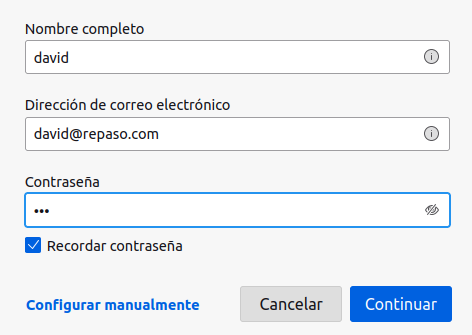 Nombre completo
david
Dirección de correo electrónico
david@repaso.com
Contraseña
•••
Recordar contraseña
Configurar manualmente
Cancelar
Continuar